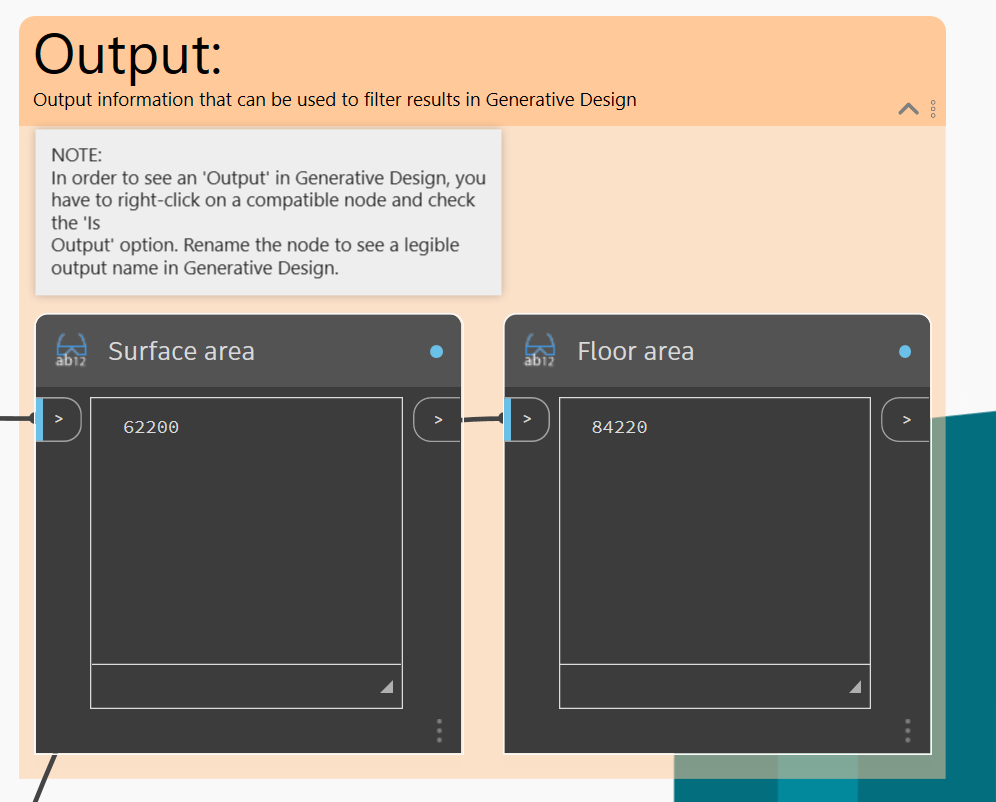 Output:
Output information that can be used to filter results in Generative Design
NOTE:
In order to see an 'Output' in Generative Design, you
have to right-click on a compatible node and check
the 'Is
Output' option. Rename the node to see a legible
output name in Generative Design.
ab12 Surface area
ab12 Floor area
> 62200 >
> 84220 >